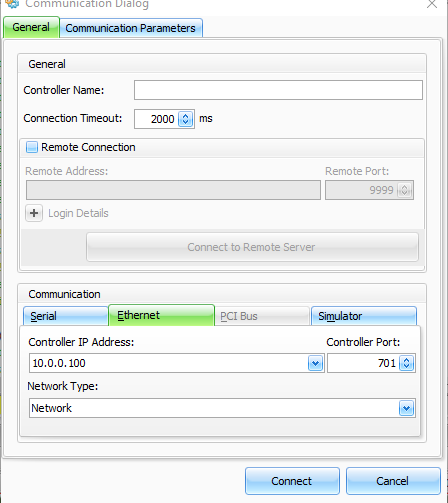 Communication Dialog
General Communication Parameters
General
Controller Name:
Connection Timeout: 2000 ms
Remote Connection
Remote Address: Remote Port:
9999
Login Details
Connect to Remote Server
Communication
Serial Ethernet PCI Bus Simulator
Controller IP Address: Controller Port:
10.0.0.100 701
Network Type:
Network
Connect Cancel